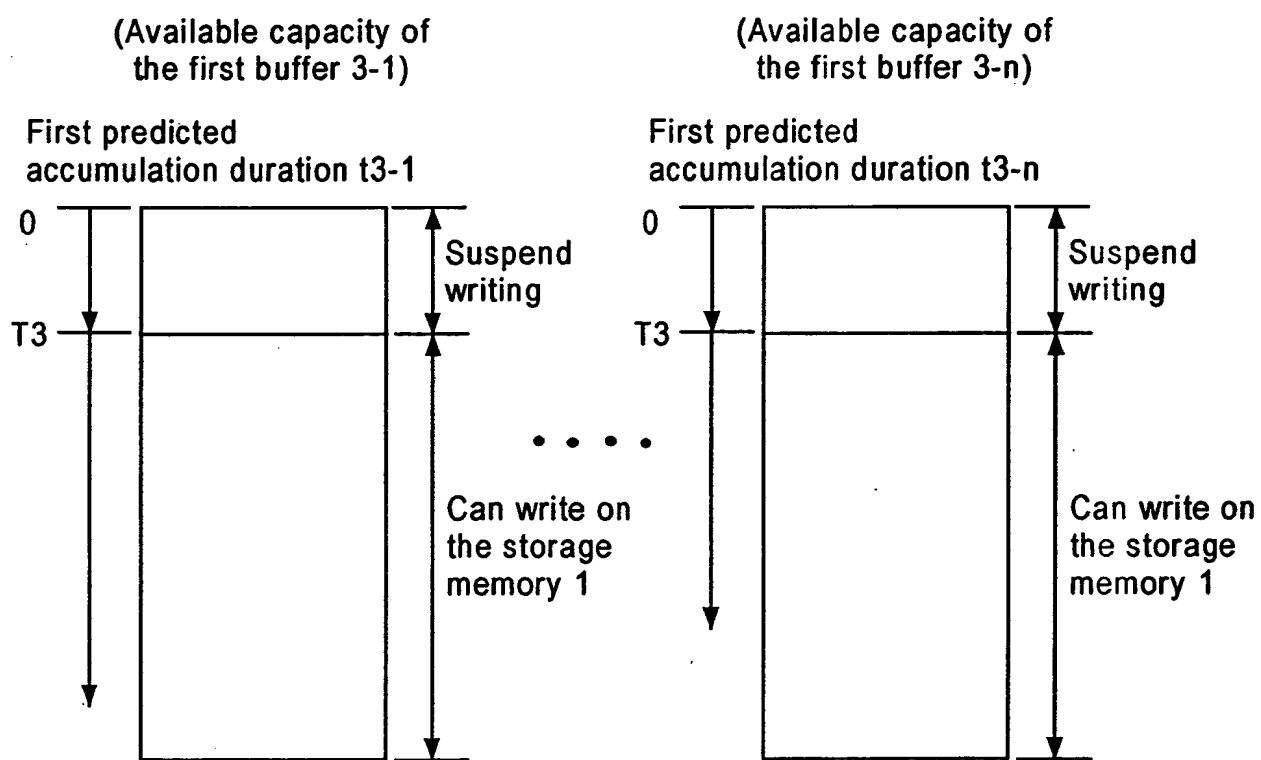 (Available capacity of
the first buffer 3-1)
First predicted
accumulation duration t3-1
0
Suspend
writing
T3
Can write on
the storage
memory 1
(Available capacity of
the first buffer 3-n)
First predicted
accumulation duration t3-n
0
Suspend
writing
T3
Can write on
the storage
memory 1